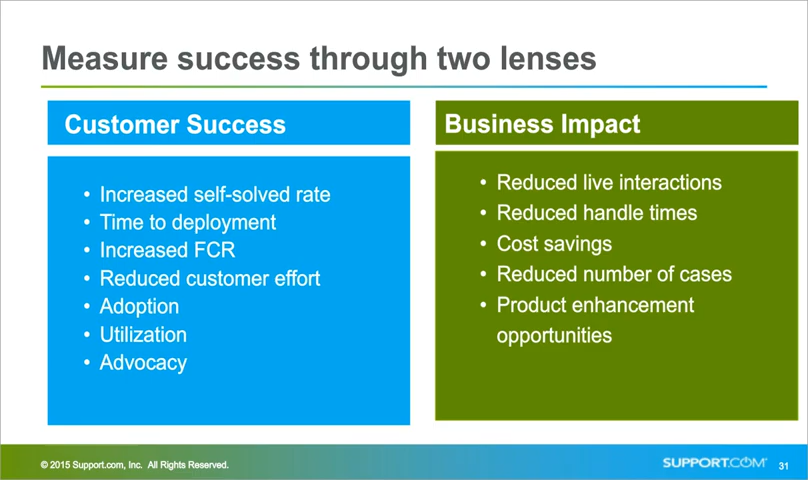 Measure success through two lenses
Customer Success
• Increased self-solved rate
• Time to deployment
• Increased FCR
• Reduced customer effort
• Adoption
• Utilization
• Advocacy
Business Impact
• Reduced live interactions
• Reduced handle times
• Cost savings
• Reduced number of cases
• Product enhancement
opportunities
© 2015 Support.com, Inc. All Rights Reserved.
SUPPORT.COM
31